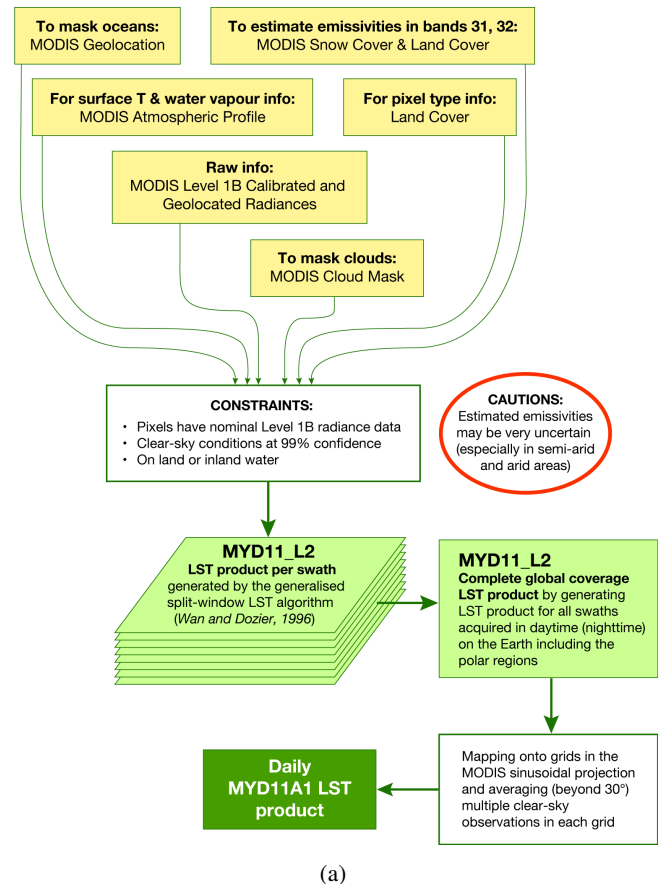 To mask oceans:
MODIS Geolocation
To estimate emissivities in bands 31, 32:
MODIS Snow Cover & Land Cover
For surface T & water vapour info:
MODIS Atmospheric Profile
For pixel type info:
Land Cover
Raw info:
MODIS Level 1B Calibrated and
Geolocated Radiances
To mask clouds:
MODIS Cloud Mask
CONSTRAINTS:
• Pixels have nominal Level 1B radiance data
• Clear-sky conditions at 99% confidence
• On land or inland water
CAUTIONS:
Estimated emissivities
may be very uncertain
(especially in semi-arid
and arid areas)
MYD11_L2
LST product per swath
generated by the generalised
split-window LST algorithm
(Wan and Dozier, 1996)
MYD11_L2
Complete global coverage
LST product by generating
LST product for all swaths
acquired in daytime (nighttime)
on the Earth including the
polar regions
Mapping onto grids in the
MODIS sinusoidal projection
and averaging (beyond 30°)
multiple clear-sky
observations in each grid
Daily
MYD11A1 LST
product
(a)